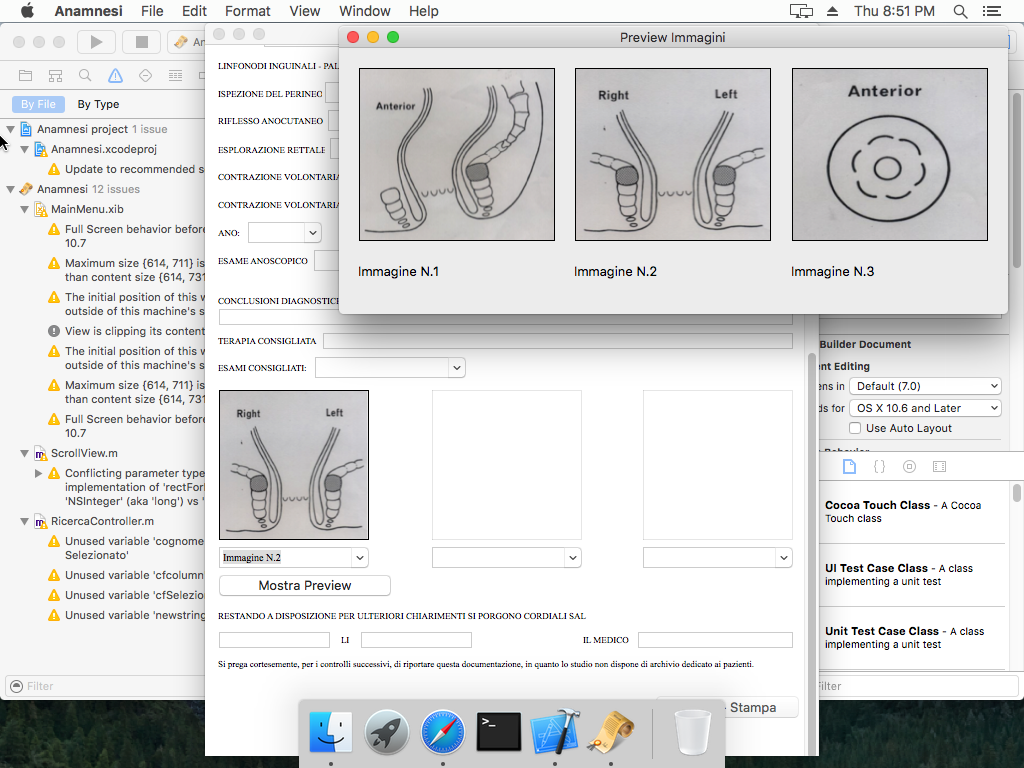 Anamnesi File Edit Format View Window Help Thu 8:51 PM
Preview Immagini
Anterior
Right Left
Anterior
Immagine N.1 Immagine N.2 Immagine N.3
By File By Type
Anamnesi project 1 issue
Anamnesi.xcodeproj
Update to recommended s
Anamnesi 12 issues
MainMenu.xib
Full Screen behavior before
10.7
Maximum size {614, 711} is
than content size {614, 731
The initial position of this w
outside of this machine's s
View is clipping its content
The initial position of this w
outside of this machine's s
Maximum size {614, 711} is
than content size {614, 731
Full Screen behavior before
10.7
ScrollView.m
Conflicting parameter type
implementation of 'rectForl
'NSInteger' (aka 'long') vs '
RicercaController.m
Unused variable 'cognome
Selezionato'
Unused variable 'cfcolumn
Unused variable 'cfSelezio
Unused variable 'newstring
Filter
An
LINFONODI INGUINALI - PAL
ISPEZIONE DEL PERINEO
RIFLESSO ANOCUTANEO
ESPLORAZIONE RETTALE
CONTRAZIONE VOLONTARIA
CONTRAZIONE VOLONTARIA
ANO:
ESAME ANOSCOPICO
CONCLUSIONI DIAGNOSTICHE
TERAPIA CONSIGLIATA
ESAMI CONSIGLIATI:
Right Left
Immagine N.2
Mostra Preview
RESTANDO A DISPOSIZIONE PER ULTERIORI CHIARIMENTI SI PORGONO CORDIALI SAL
LI IL MEDICO
Si prega cortesemente, per i controlli successivi, di riportare questa documentazione, in quanto lo studio non dispone di archivio dedicato ai pazienti.
Stampa
Builder Document
ent Editing
ens in Default (7.0)
ds for OS X 10.6 and Later
Use Auto Layout
Cocoa Touch Class - A Cocoa
Touch class
UI Test Case Class - A class
implementing a unit test
Unit Test Case Class - A class
implementing a unit test
Filter